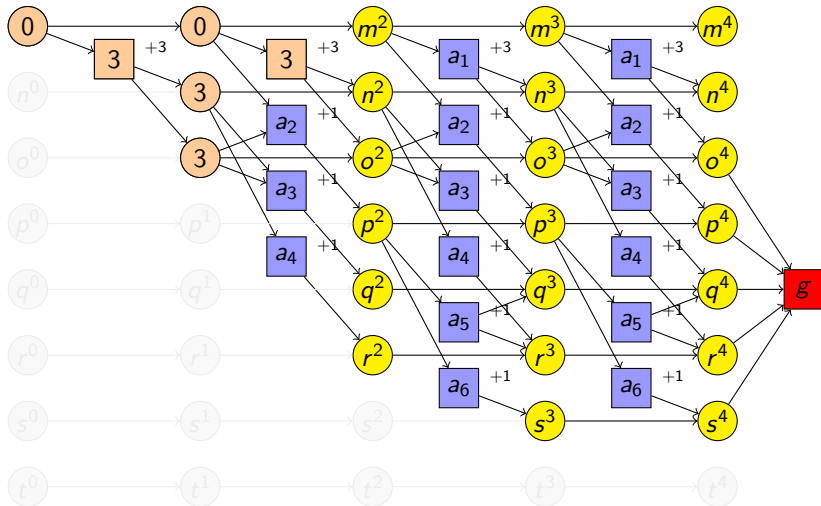 0 0 m² m³ m⁴
3 +3 3 +3 a₁ +3 a₁ +3
n⁰ 3 n² n³ n⁴
a₂ +1 a₂ +1 a₂ +1
o⁰ 3 o² o³ o⁴
a₃ +1 a₃ +1 a₃ +1
p⁰ p¹ p² p³ p⁴
a₄ +1 a₄ +1 a₄ +1
q⁰ q¹ q² q³ q⁴ g
a₅ +1 a₅ +1
r⁰ r¹ r² r³ r⁴
a₆ +1 a₆ +1
s⁰ s¹ s² s³ s⁴
t⁰ t¹ t² t³ t⁴